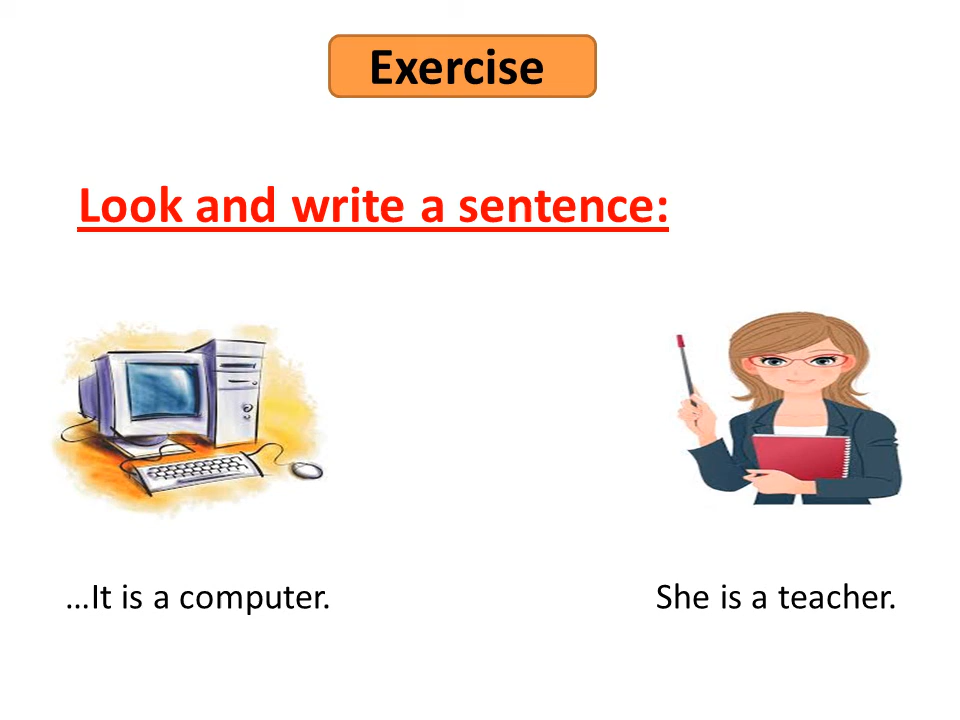 Exercise
Look and write a sentence:
...It is a computer.
She is a teacher.